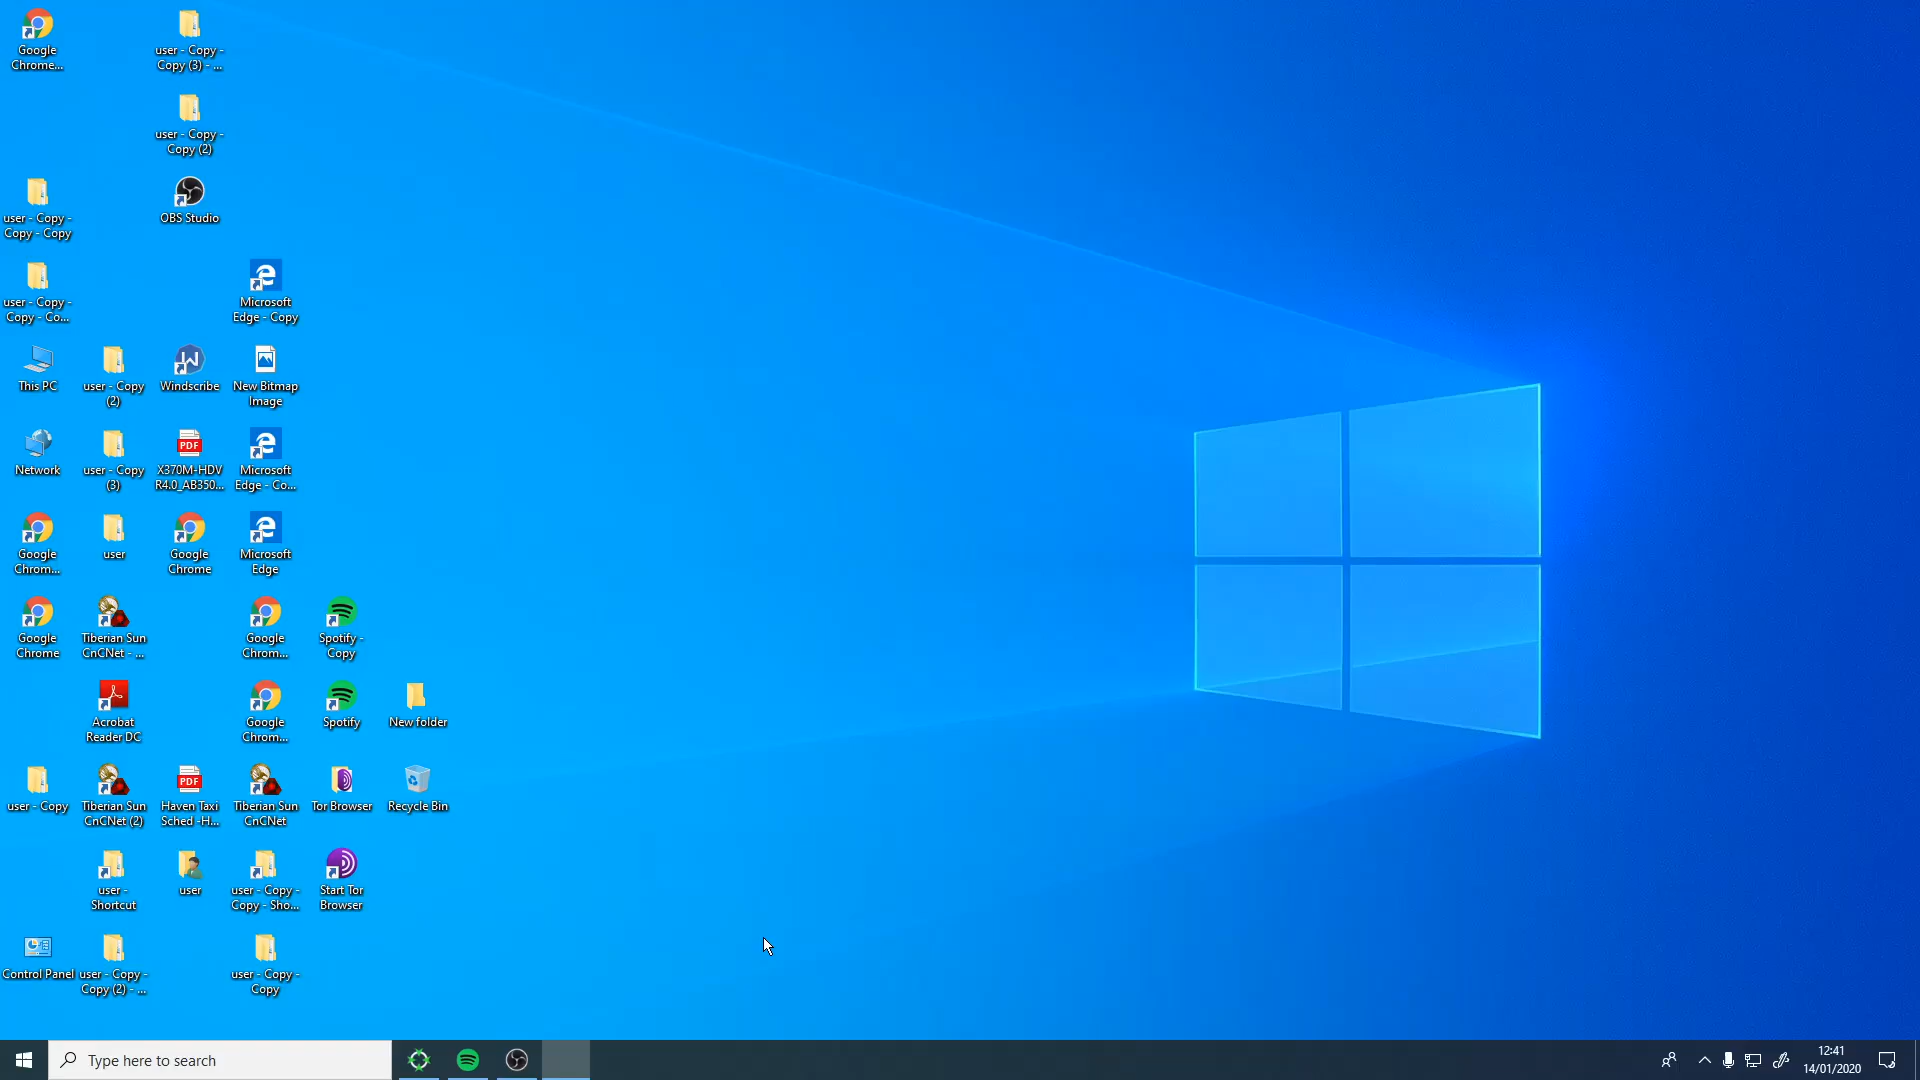 Google
Chrome...
user - Copy -
Copy (3) - ...
user - Copy -
Copy (2)
user - Copy -
Copy - Copy
OBS Studio
user - Copy -
Copy - Co...
Microsoft
Edge - Copy
This PC
user - Copy
(2)
Windscribe
New Bitmap
Image
Network
user - Copy
(3)
PDF
X370M-HDV
R4.0_AB350...
Microsoft
Edge - Co...
Google
Chrom...
user
Google
Chrome
Microsoft
Edge
Google
Chrome
Tiberian Sun
CnCNet - ...
Google
Chrom...
Spotify -
Copy
Acrobat
Reader DC
Google
Chrom...
Spotify
New folder
user - Copy
Tiberian Sun
CnCNet (2)
PDF
Haven Taxi
Sched -H...
Tiberian Sun
CnCNet
Tor Browser
Recycle Bin
user -
Shortcut
user
user - Copy -
Copy - Sho...
Start Tor
Browser
Control Panel
user - Copy -
Copy (2) - ...
user - Copy -
Copy
Type here to search
12:41
14/01/2020